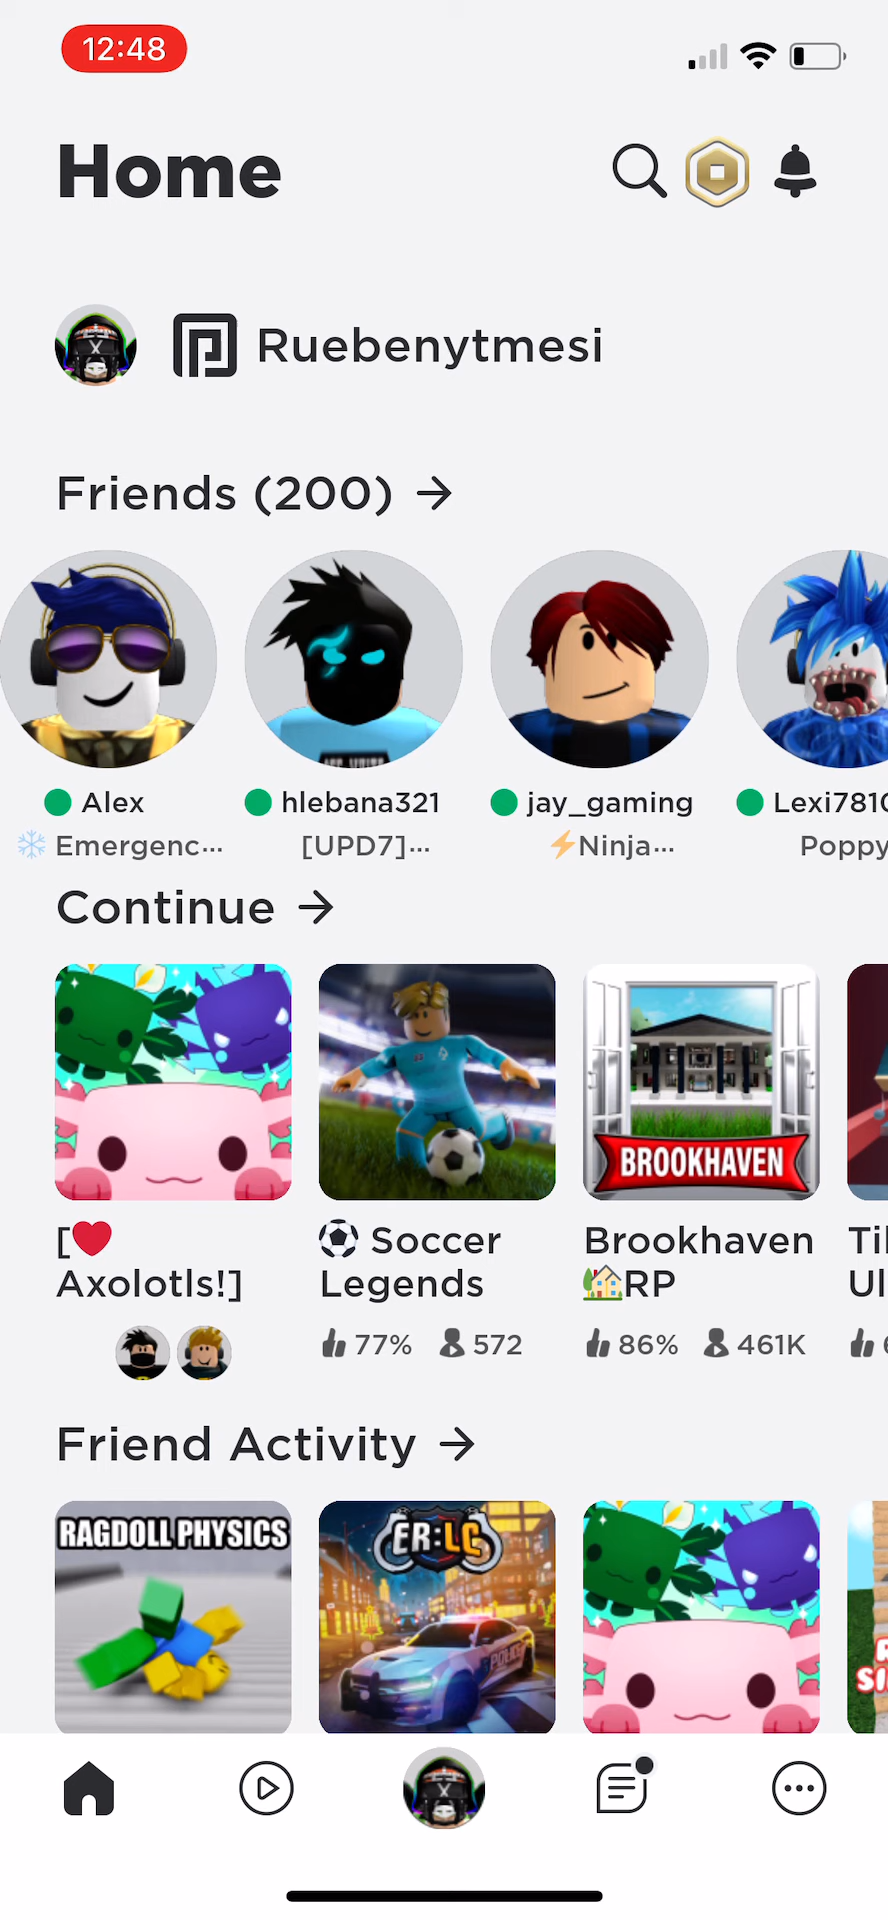 12:48
Home
Ruebenytmesi
Friends (200) →
Alex
hlebana321
jay_gaming
❄️ Emergenc...
[UPD7]...
⚡Ninja...
Poppy
Continue →
BROOKHAVEN
[❤️ Axolotls!]
⚽ Soccer Legends
Brookhaven 🏡RP
77%
572
86%
461K
Friend Activity →
RAGDOLL PHYSICS
ER:LC
POLICE